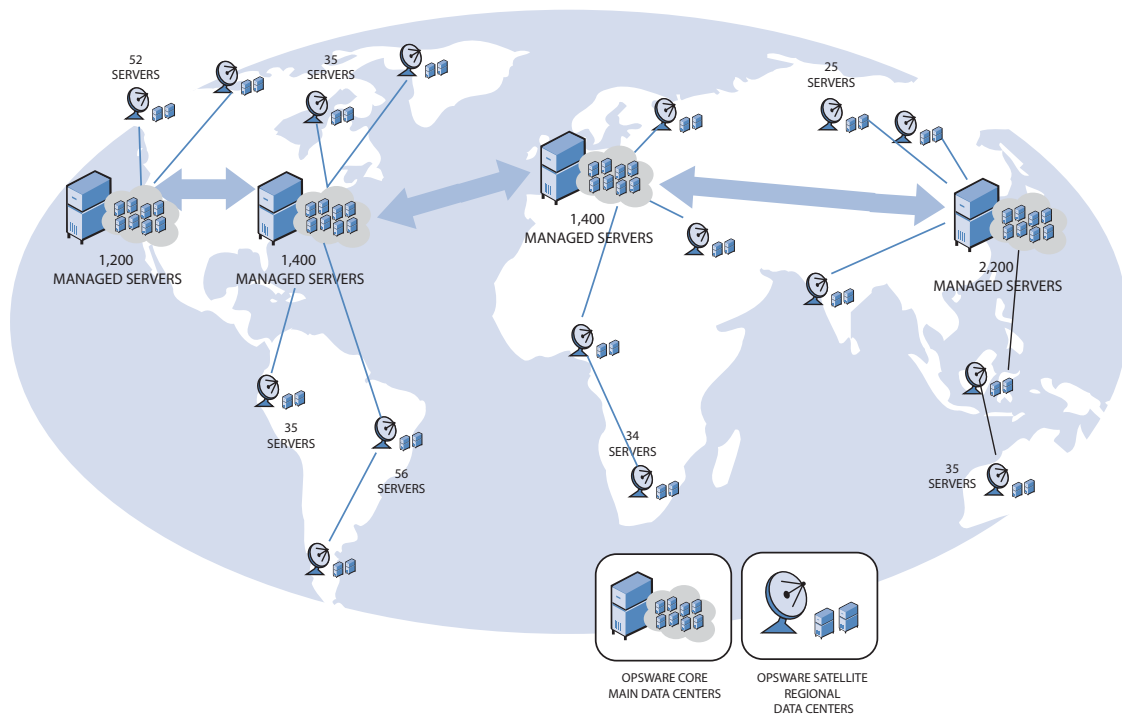 52
SERVERS
35
SERVERS
25
SERVERS
1,200
MANAGED SERVERS
1,400
MANAGED SERVERS
1,400
MANAGED SERVERS
2,200
MANAGED SERVERS
35
SERVERS
56
SERVERS
34
SERVERS
35
SERVERS
OPSWARE CORE
MAIN DATA CENTERS
OPSWARE SATELLITE
REGIONAL
DATA CENTERS